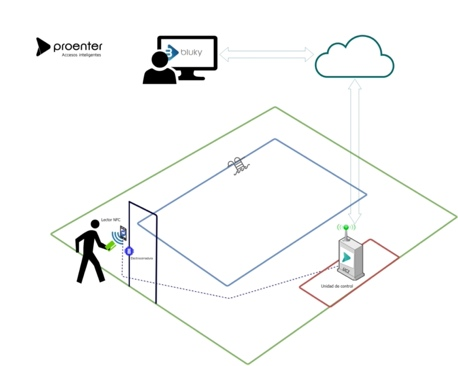 proenter
Accesos inteligentes
bluky
Lector NFC
Unidad de control